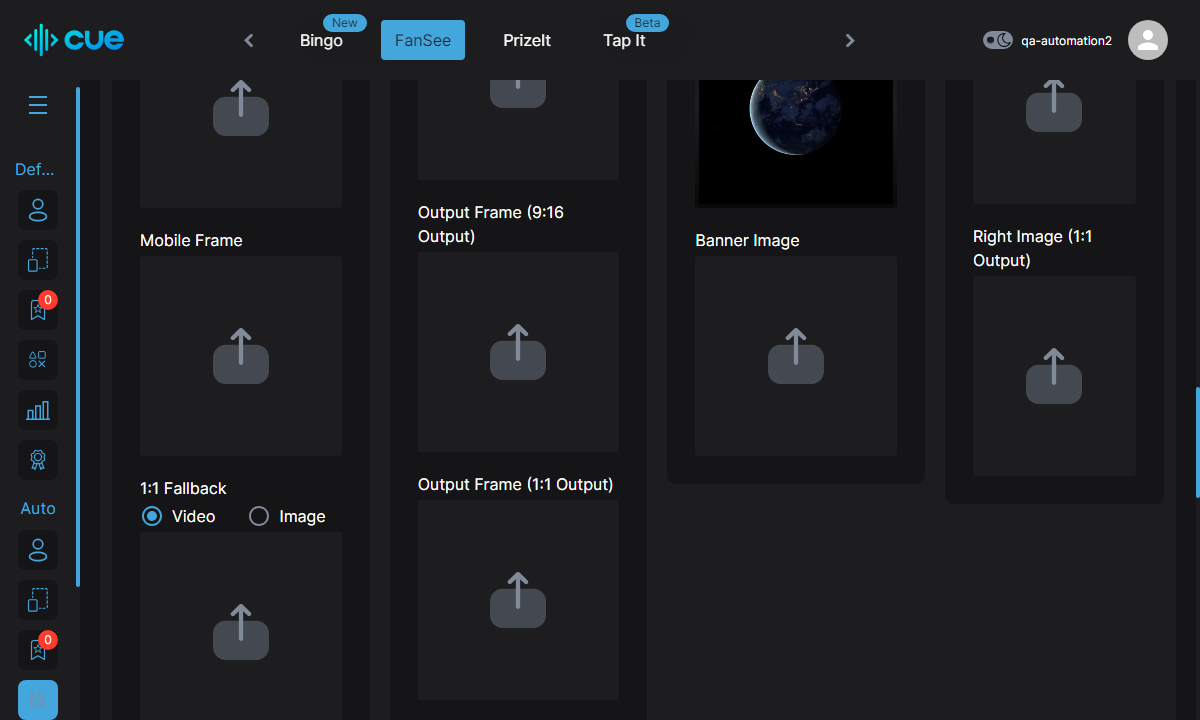 cue
New
Bingo
FanSee
PrizeIt
Beta
Tap It
qa-automation2
Def...
0
Auto
0
Mobile Frame
1:1 Fallback
Video
Image
Output Frame (9:16
Output)
Output Frame (1:1 Output)
Banner Image
Right Image (1:1
Output)